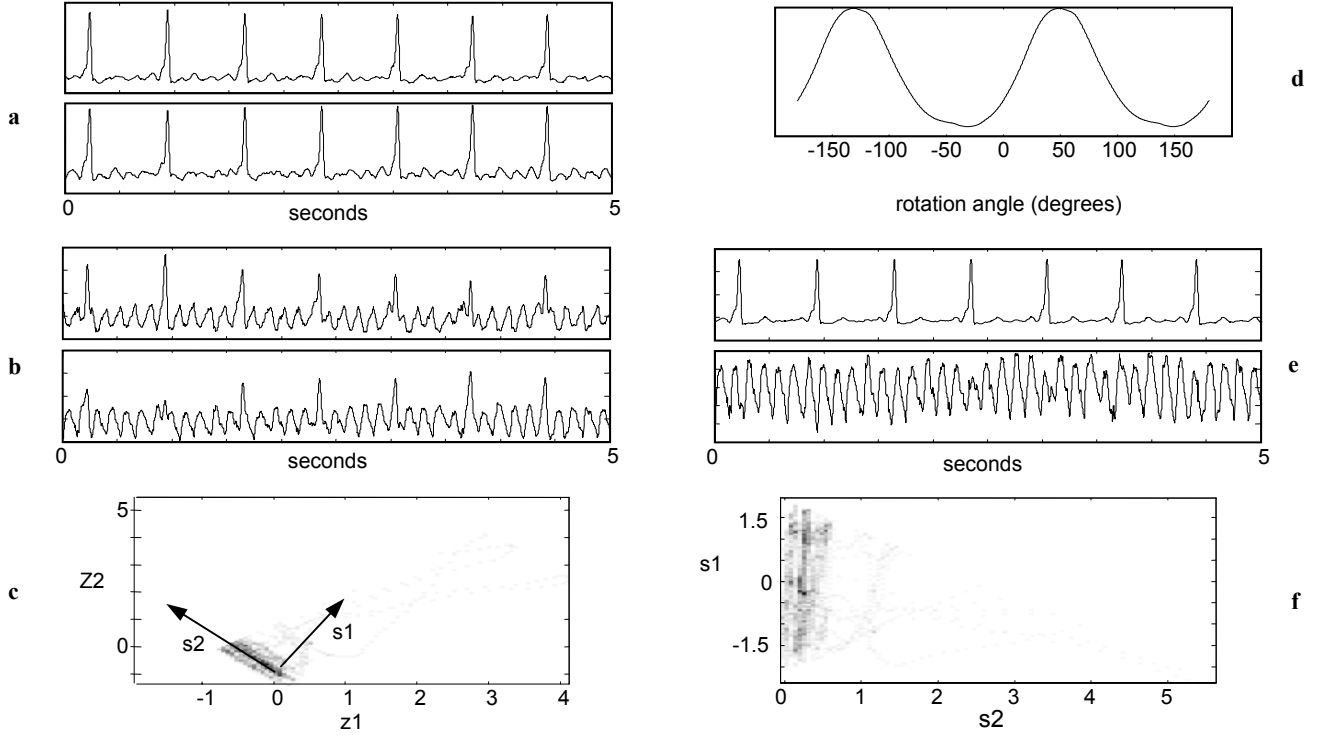 a
0 seconds 5
b
0 seconds 5
c
5
Z2
0
s2
s1
-1 0 1 2 3 4
z1
d
-150 -100 -50 0 50 100 150
rotation angle (degrees)
e
0 seconds 5
f
1.5
s1
0
-1.5
0 1 2 3 4 5
s2